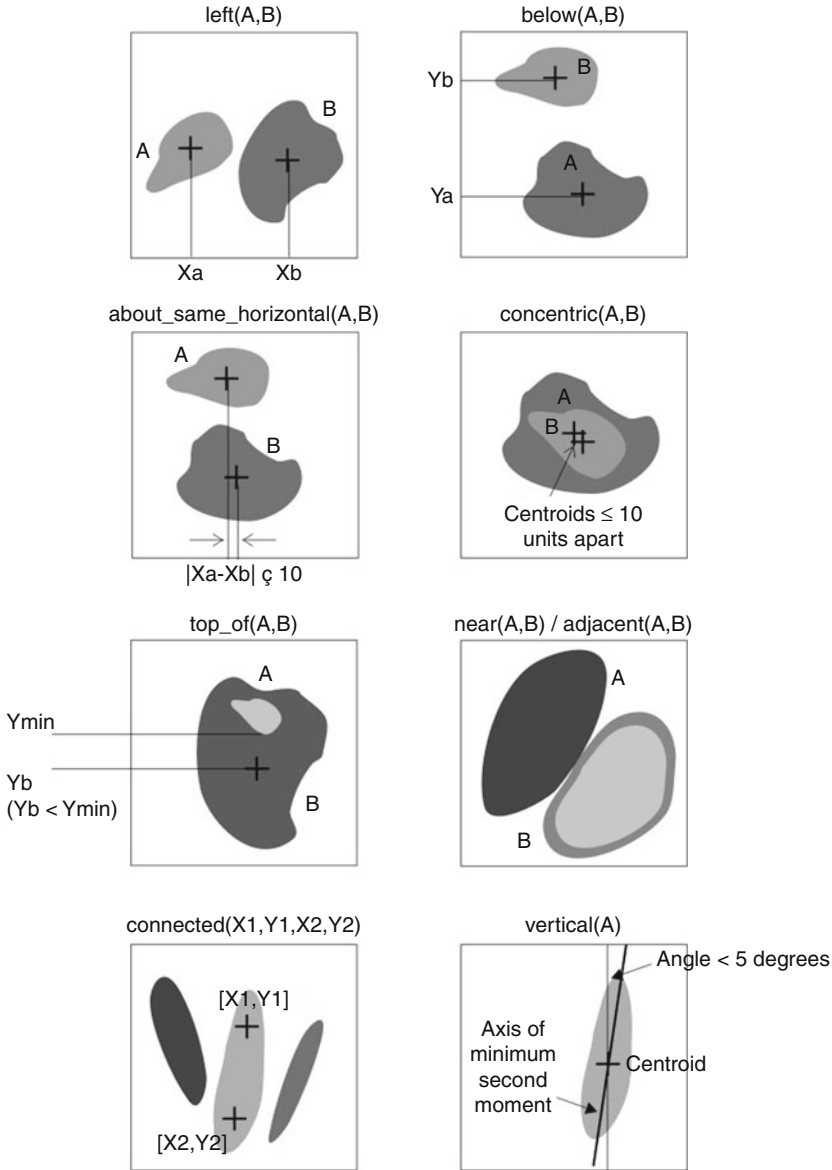 left(A,B)
A
B
Xa
Xb
below(A,B)
Yb
B
A
Ya
about_same_horizontal(A,B)
A
B
|Xa-Xb| ç 10
concentric(A,B)
A
B
Centroids ≤ 10
units apart
top_of(A,B)
A
Ymin
Yb
(Yb < Ymin)
B
near(A,B) / adjacent(A,B)
A
B
connected(X1,Y1,X2,Y2)
[X1,Y1]
[X2,Y2]
vertical(A)
Angle < 5 degrees
Axis of
minimum
second
moment
Centroid